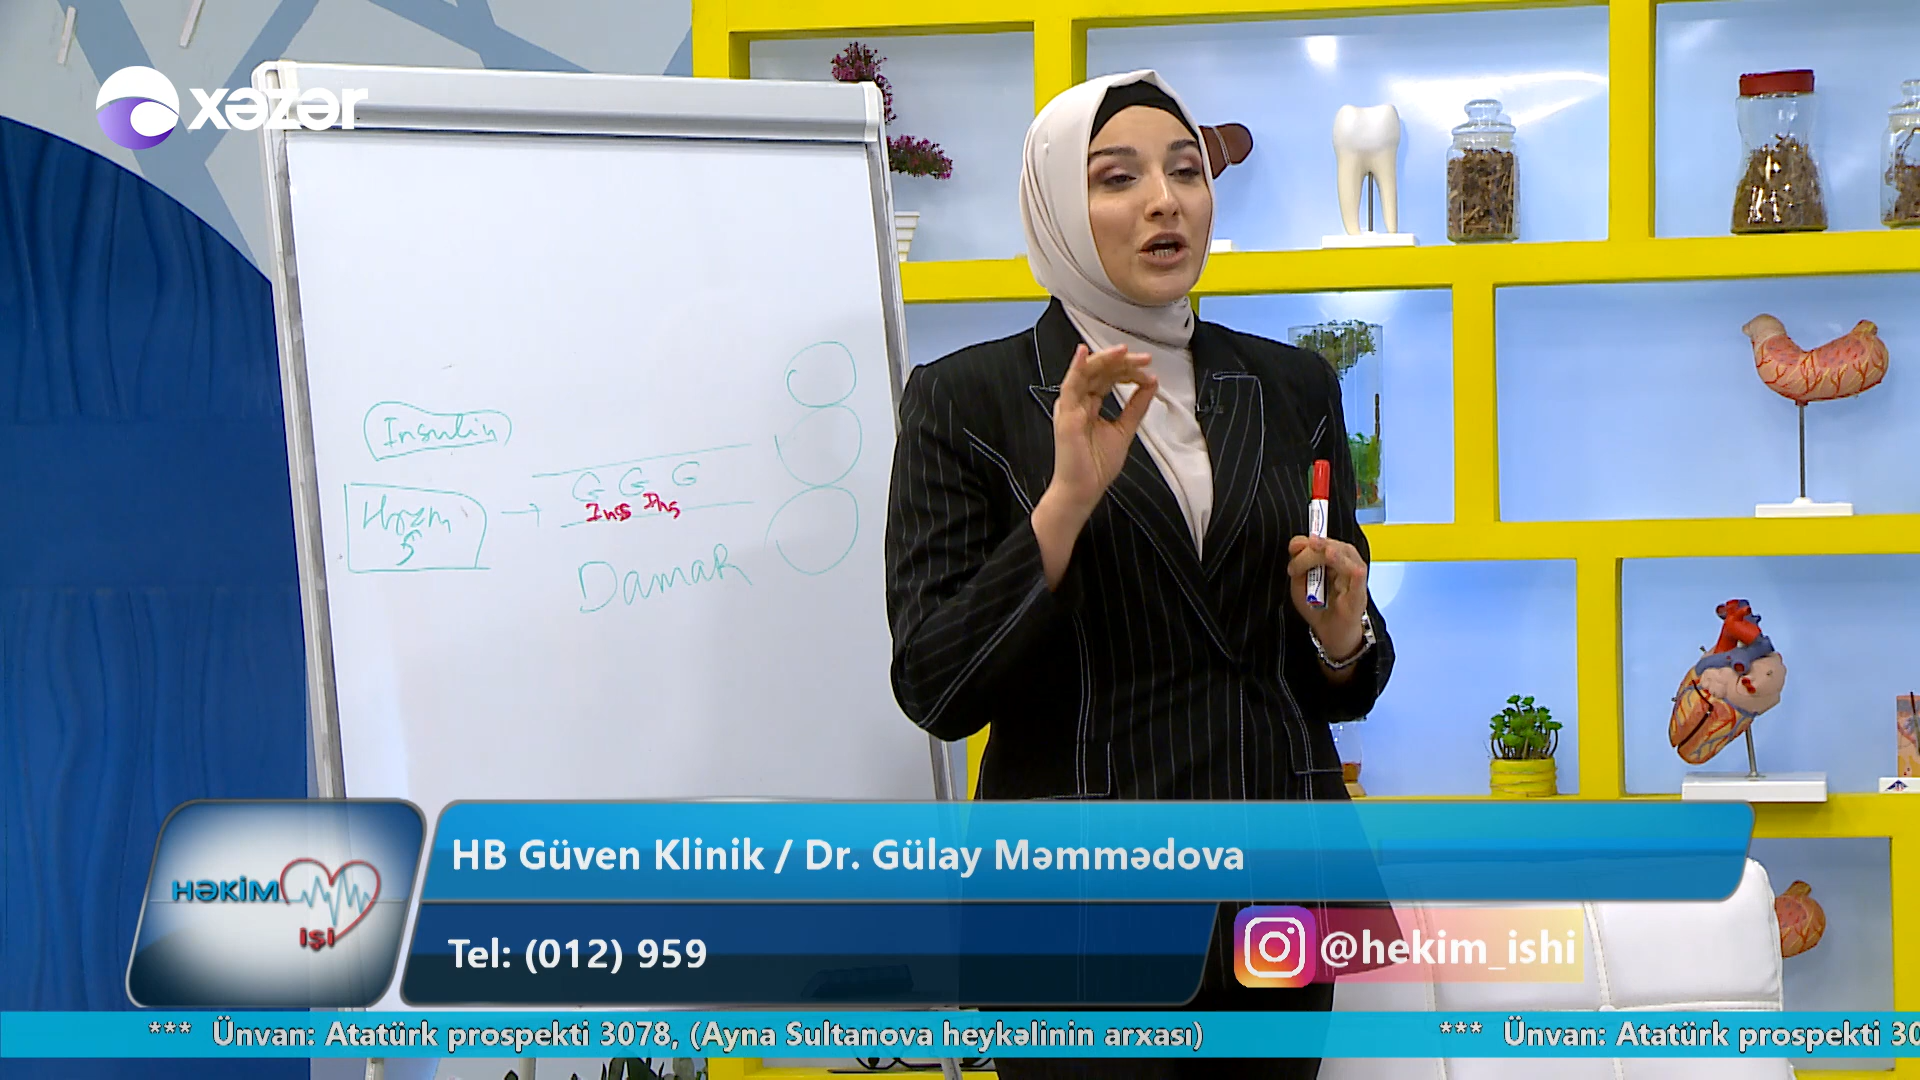 xəzər
Insulin
Həzm
G G G
Ins Ins
Damar
HƏKİM
IŞI
HB Güven Klinik / Dr. Gülay Məmmədova
Tel: (012) 959
@hekim_ishi
*** Ünvan: Atatürk prospekti 3078, (Ayna Sultanova heykəlinin arxası) *** Ünvan: Atatürk prospekti 30